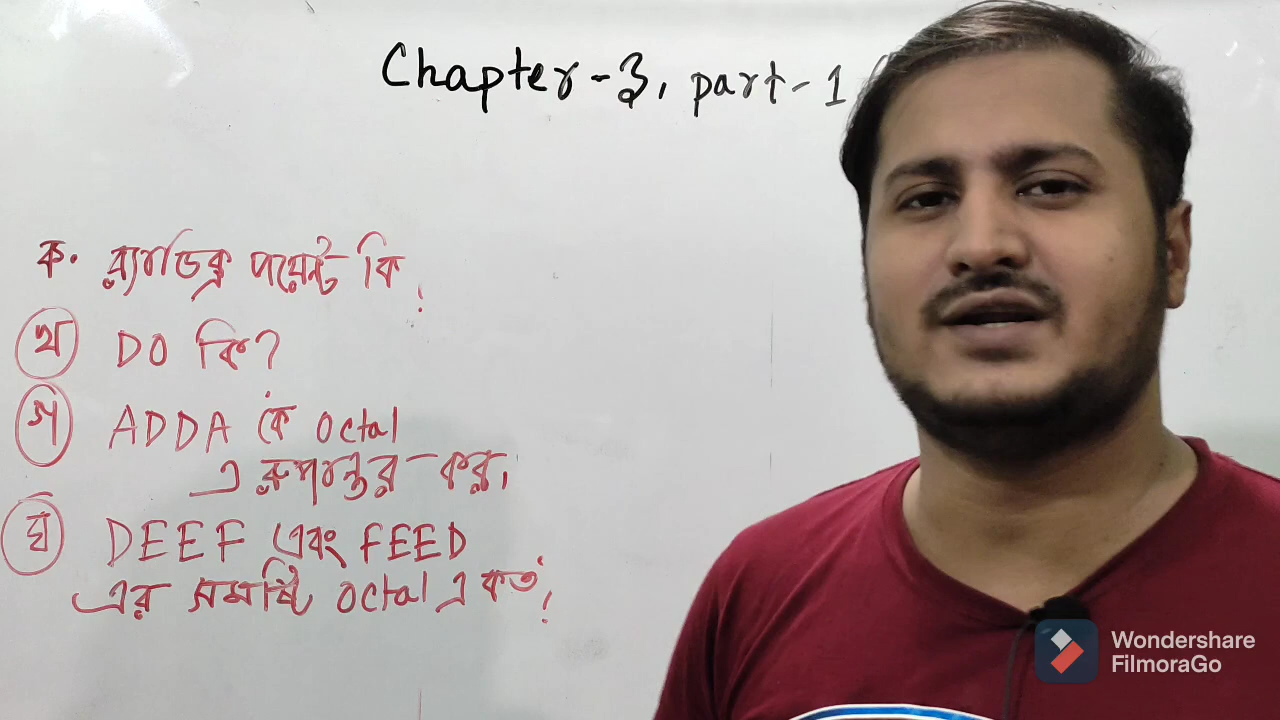 Chapter-3, part-1
ক. র‍্যাডিক্স পয়েন্ট কি
খ DO কি?
গ ADDA কে octal
এ রুপান্তর কর,
ঘ DEEF এবং FEED
এর সমষ্টি octal এ কত,
Wondershare
FilmoraGo